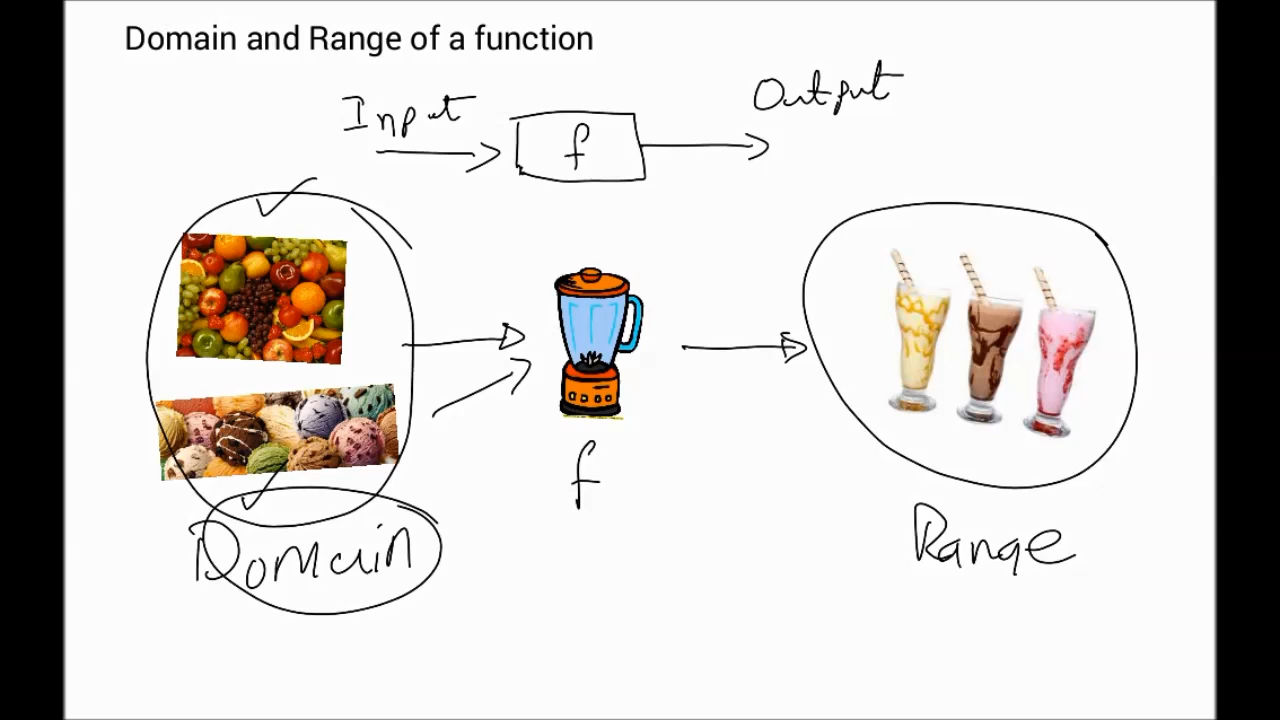 Domain and Range of a function
Input
f
Output
f
Domain
Range